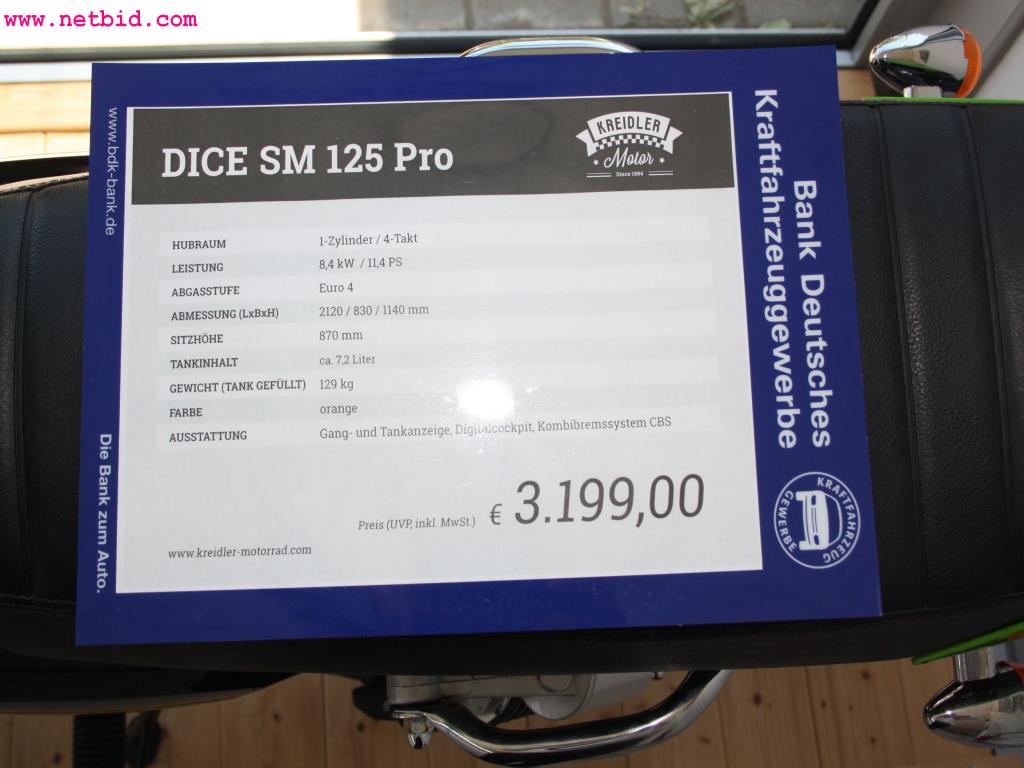 www.netbid.com
DICE SM 125 Pro
KREIDLER
Motor
Since 1904
HUBRAUM 1-Zylinder / 4-Takt
LEISTUNG 8,4 kW / 11,4 PS
ABGASSTUFE Euro 4
ABMESSUNG (LxBxH) 2120 / 830 / 1140 mm
SITZHÖHE 870 mm
TANKINHALT ca. 7,2 Liter
GEWICHT (TANK GEFÜLLT) 129 kg
FARBE orange
AUSSTATTUNG Gang- und Tankanzeige, Digitalcockpit, Kombibremssystem CBS
Preis (UVP, inkl. MwSt.) € 3.199,00
www.kreidler-motorrad.com
www.bdk-bank.de
Die Bank zum Auto.
Bank Deutsches
Kraftfahrzeuggewerbe
KRAFTFAHRZEUG
GEWERBE